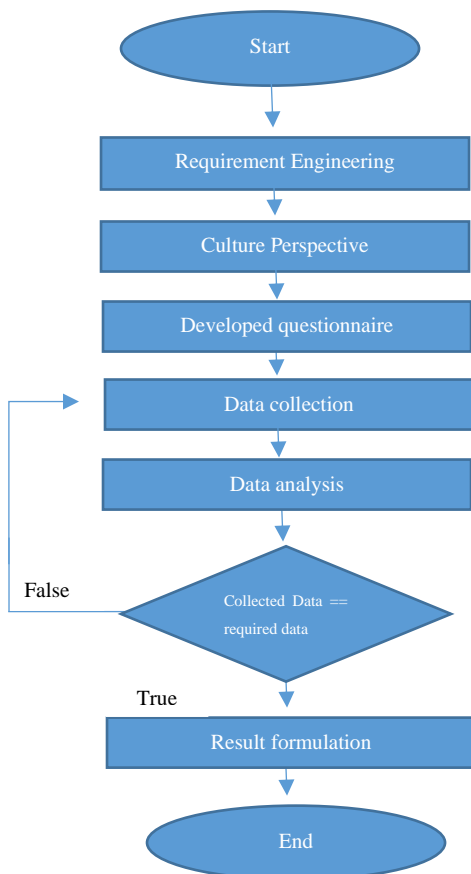 Start
Requirement Engineering
Culture Perspective
Developed questionnaire
Data collection
Data analysis
False
Collected Data ==
required data
True
Result formulation
End